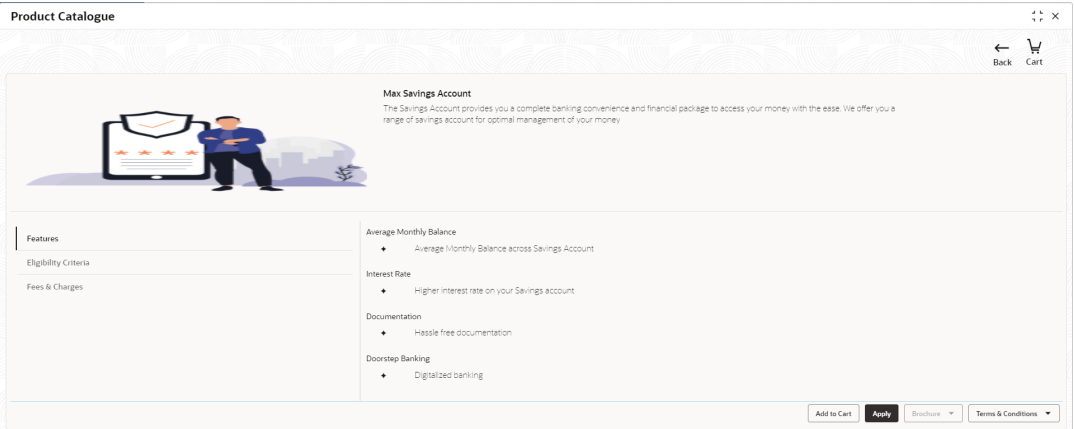 Product Catalogue
Back Cart
Max Savings Account
The Savings Account provides you a complete banking convenience and financial package to access your money with the ease. We offer you a
range of savings account for optimal management of your money
Features
Eligibility Criteria
Fees & Charges
Average Monthly Balance
Average Monthly Balance across Savings Account
Interest Rate
Higher interest rate on your Savings account
Documentation
Hassle free documentation
Doorstep Banking
Digitalized banking
Add to Cart Apply Brochure Terms & Conditions